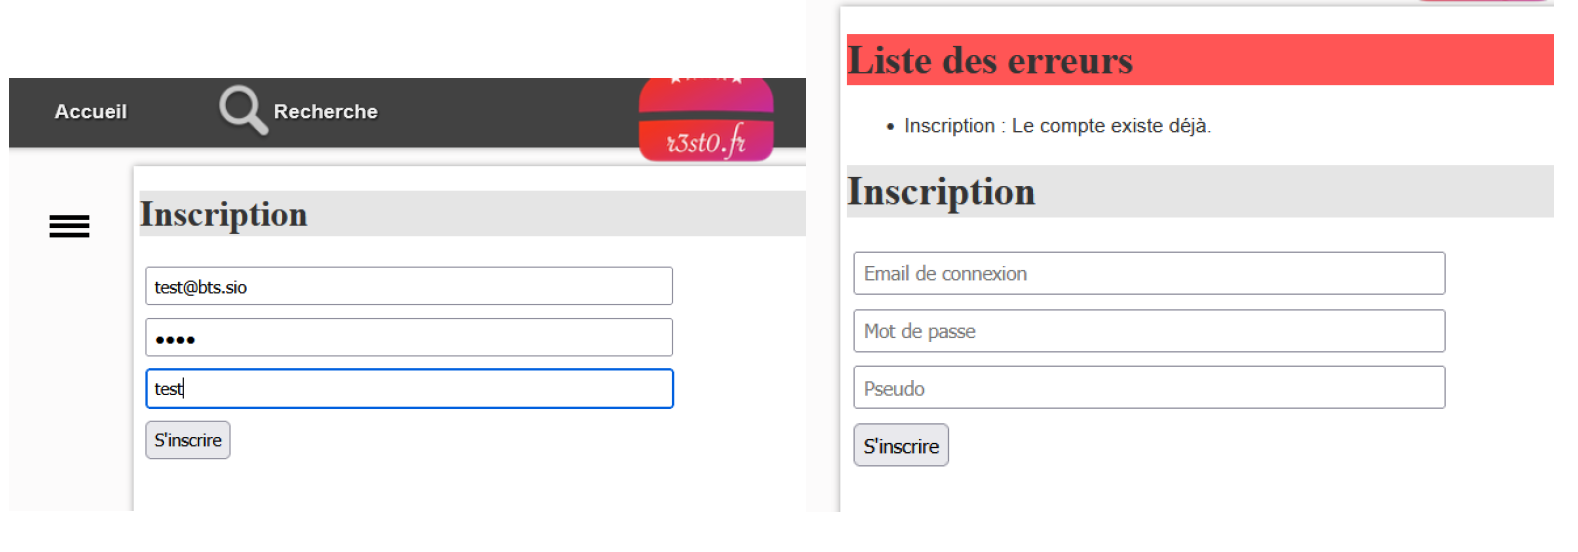 Accueil
Recherche
r3st0.fr
Inscription
test@bts.sio
••••
test
S'inscrire
Liste des erreurs
• Inscription : Le compte existe déjà.
Inscription
Email de connexion
Mot de passe
Pseudo
S'inscrire